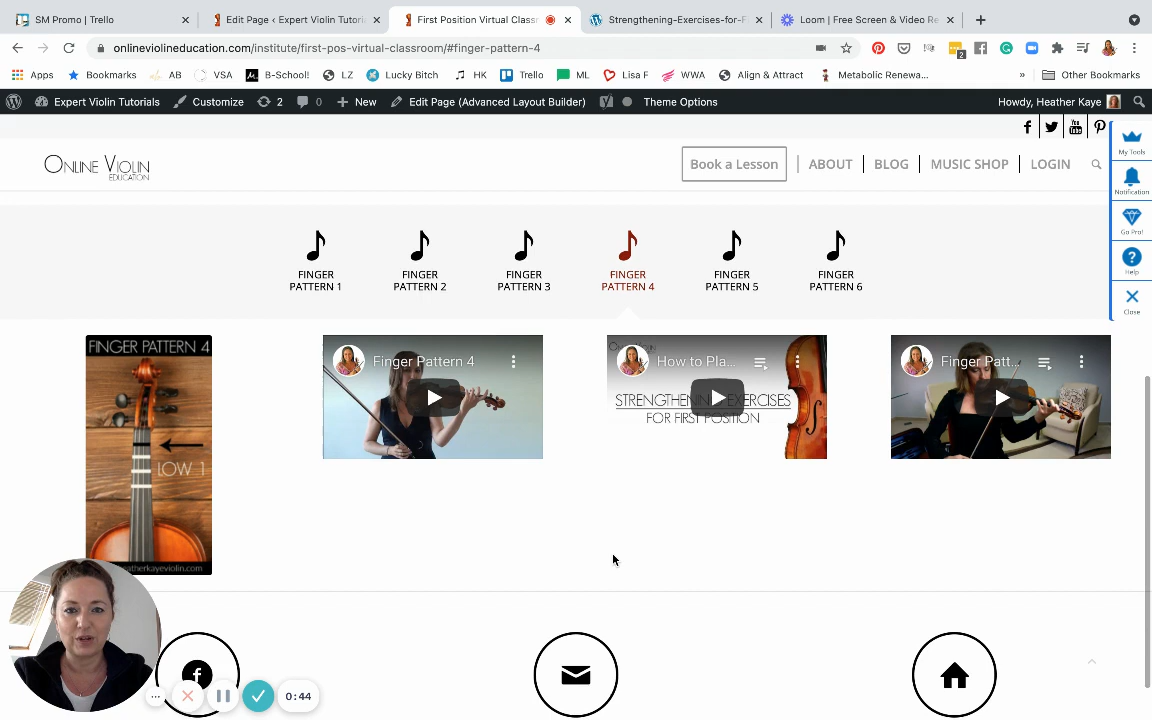 SM Promo | Trello
Edit Page ‹ Expert Violin Tutori
First Position Virtual Class
Strengthening-Exercises-for-F
Loom | Free Screen & Video Re
onlineviolineducation.com/institute/first-pos-virtual-classroom/#finger-pattern-4
2
Apps
Bookmarks
AB
VSA
B-School!
LZ
Lucky Bitch
HK
Trello
ML
Lisa F
WWA
Align & Attract
Metabolic Renewa...
»
Other Bookmarks
Expert Violin Tutorials
Customize
2
0
New
Edit Page (Advanced Layout Builder)
Theme Options
Howdy, Heather Kaye
You
Tube
My Tools
Notification
Go Pro!
Help
Close
ONLINE VIOLIN
EDUCATION
Book a Lesson
ABOUT
BLOG
MUSIC SHOP
LOGIN
FINGER
PATTERN 1
FINGER
PATTERN 2
FINGER
PATTERN 3
FINGER
PATTERN 4
FINGER
PATTERN 5
FINGER
PATTERN 6
FINGER PATTERN 4
LOW 1
eatherkayeviolin.com
Finger Pattern 4
How to Pla...
STRENGTHENING EXERCISES
FOR FIRST POSITION
Finger Patt...
0:44